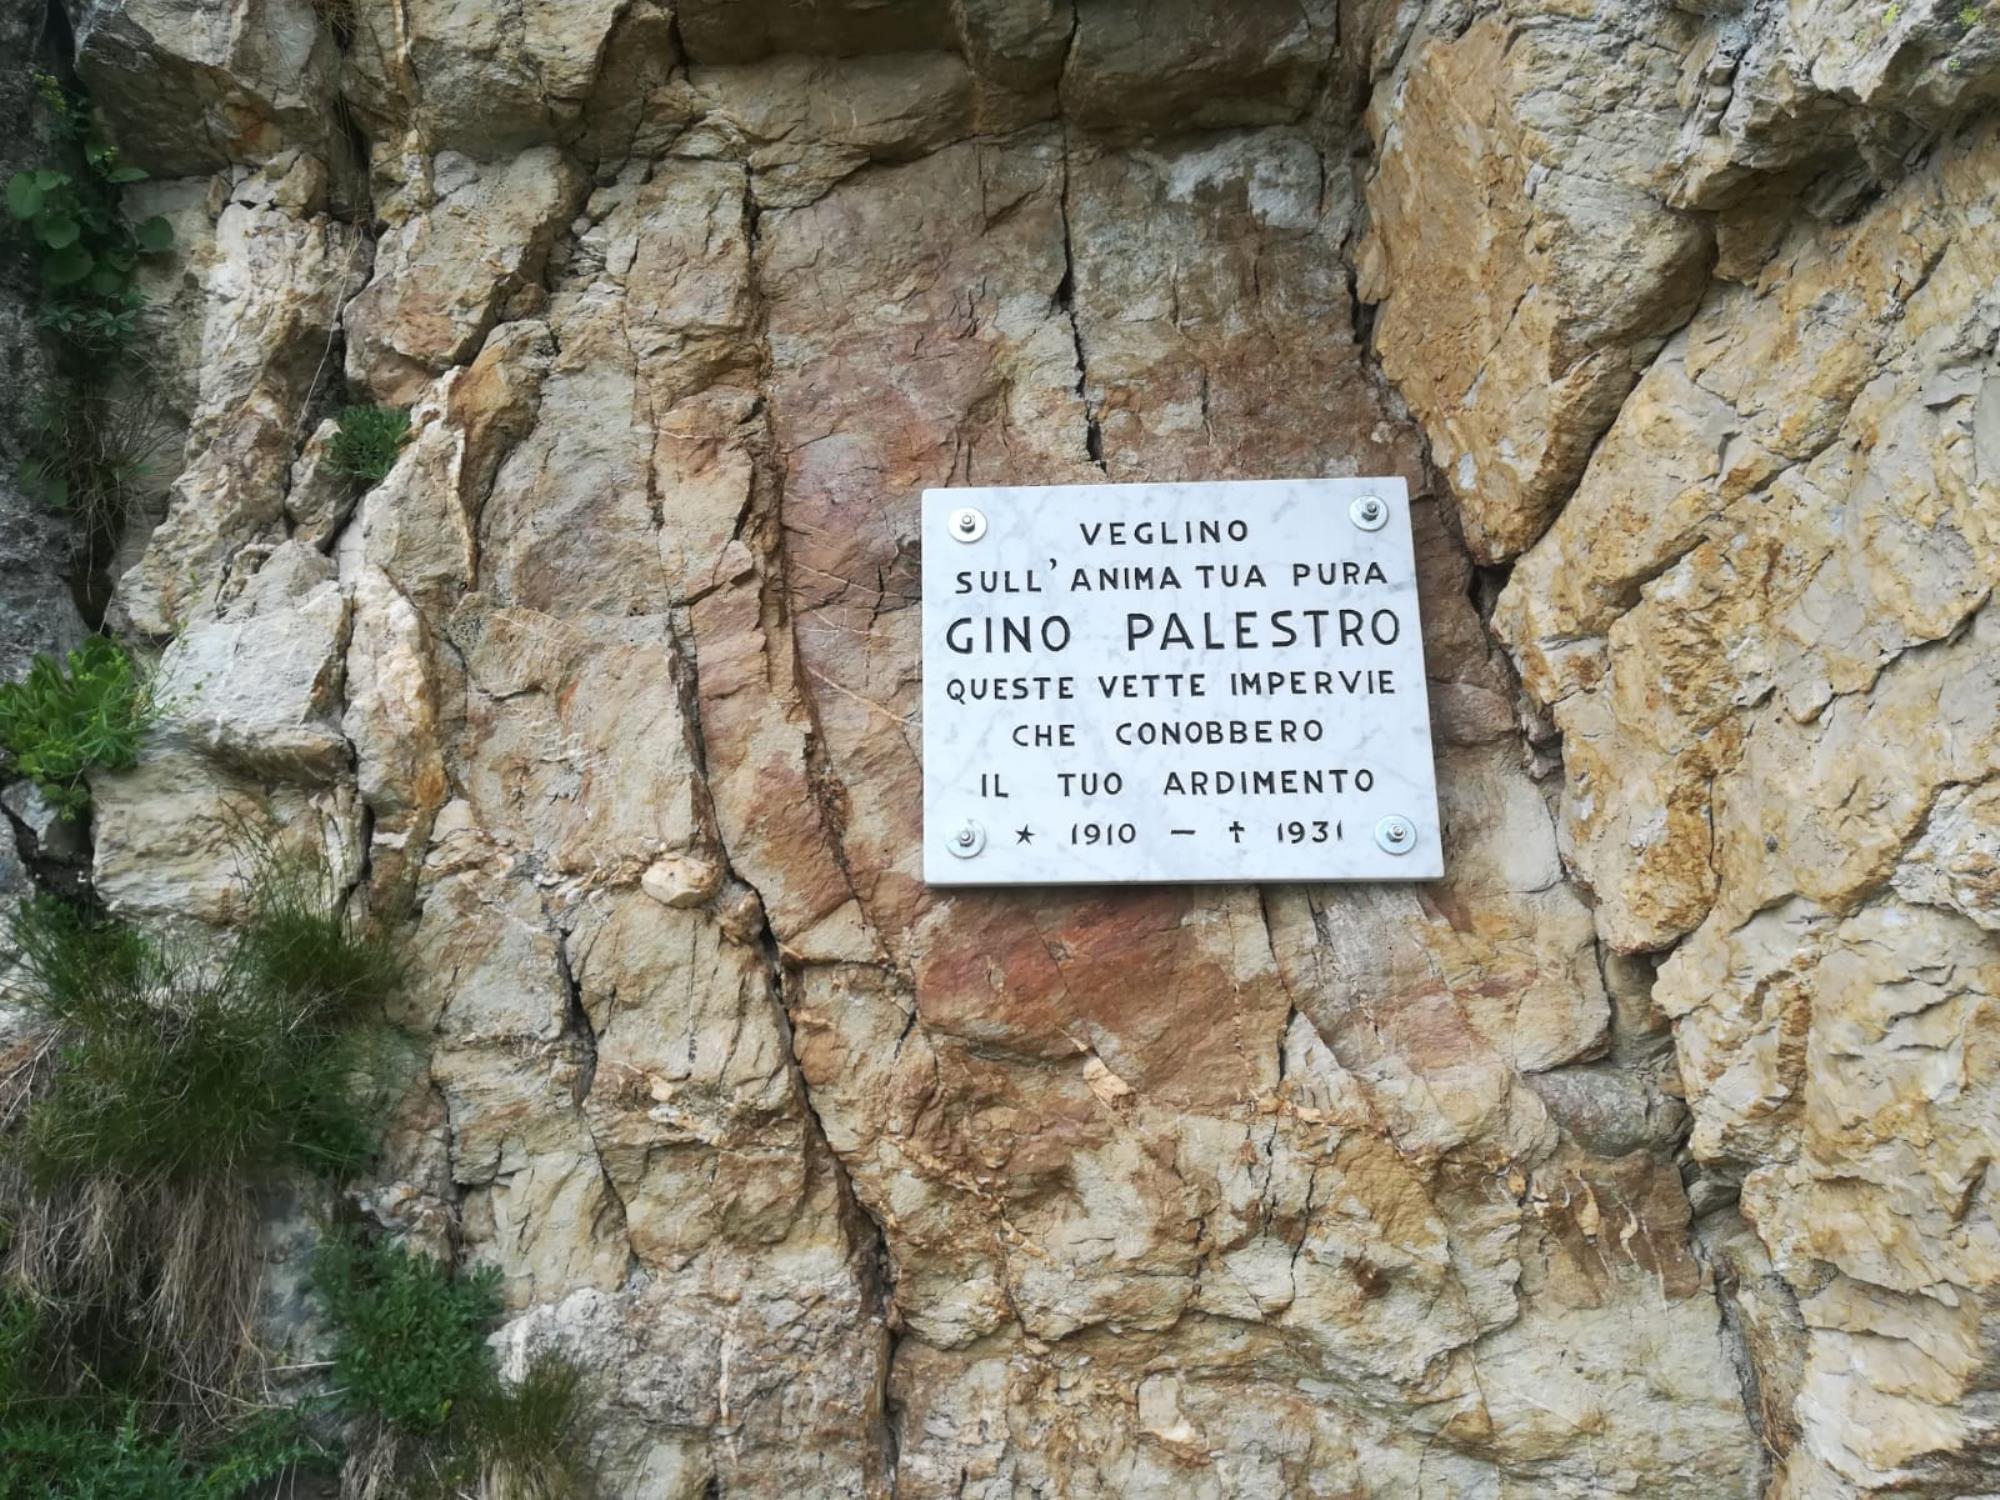 VEGLINO
SULL'ANIMA TUA PURA
GINO PALESTRO
QUESTE VETTE IMPERVIE
CHE CONOBBERO
IL TUO ARDIMENTO
★ 1910 — † 1931